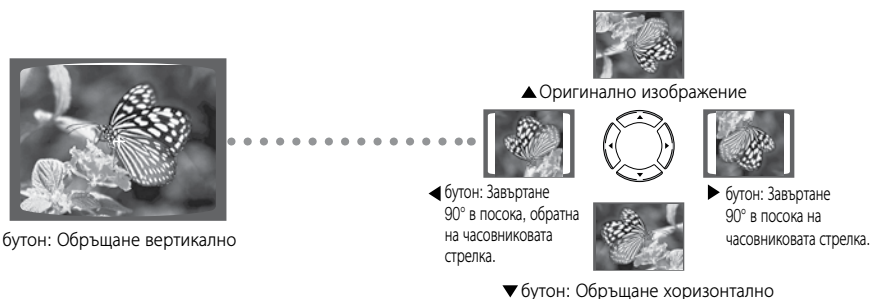 ▲Оригинално изображение
◀ бутон: Завъртане
90° в посока, обратна
на часовниковата
стрелка.
▶ бутон: Завъртане
90° в посока на
часовниковата стрелка.
бутон: Обръщане вертикално
▼бутон: Обръщане хоризонтално